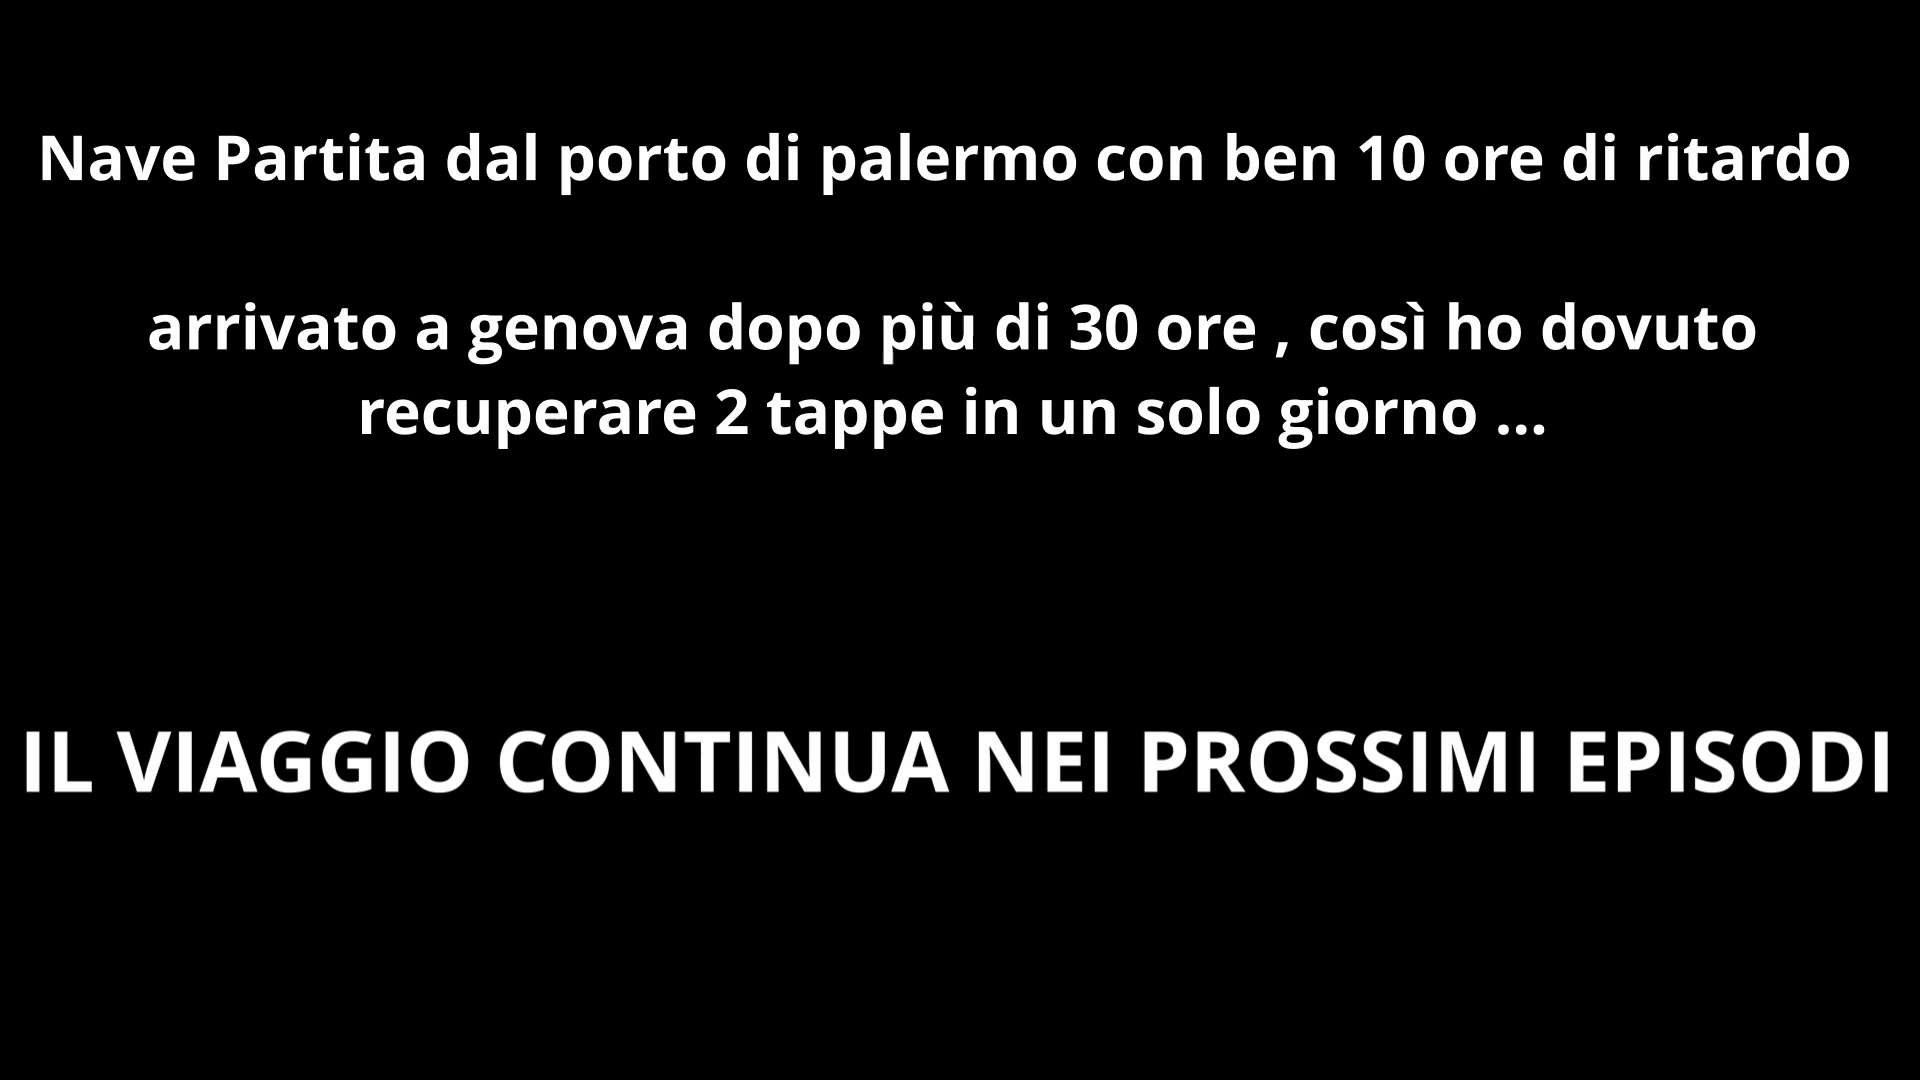 Nave Partita dal porto di palermo con ben 10 ore di ritardo
arrivato a genova dopo più di 30 ore , così ho dovuto
recuperare 2 tappe in un solo giorno ...
IL VIAGGIO CONTINUA NEI PROSSIMI EPISODI